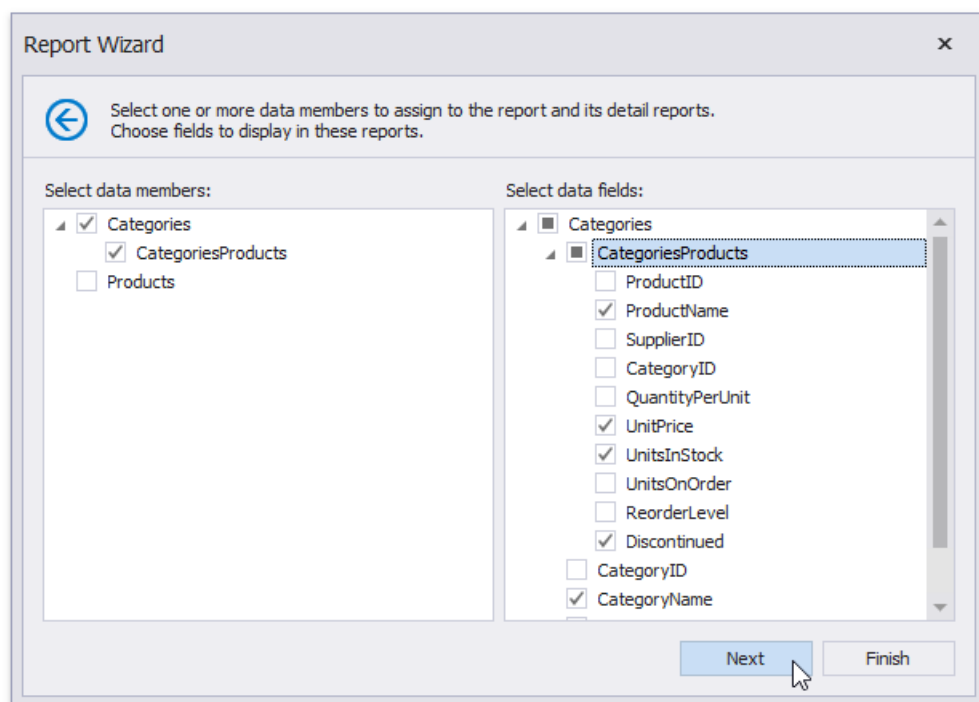 Report Wizard
Select one or more data members to assign to the report and its detail reports.
Choose fields to display in these reports.
Select data members:
Categories
CategoriesProducts
Products
Select data fields:
Categories
CategoriesProducts
ProductID
ProductName
SupplierID
CategoryID
QuantityPerUnit
UnitPrice
UnitsInStock
UnitsOnOrder
ReorderLevel
Discontinued
CategoryID
CategoryName
Next
Finish